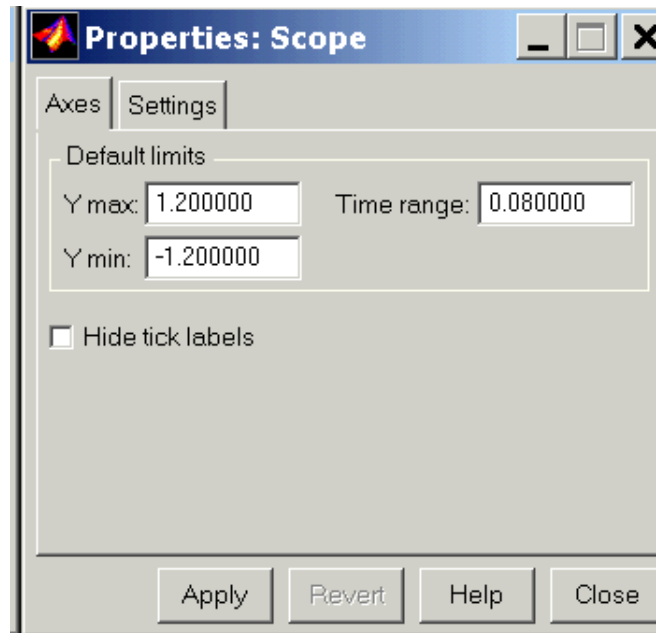 Properties: Scope
Axes Settings
Default limits
Y max: 1.200000 Time range: 0.080000
Y min: -1.200000
Hide tick labels
Apply Revert Help Close